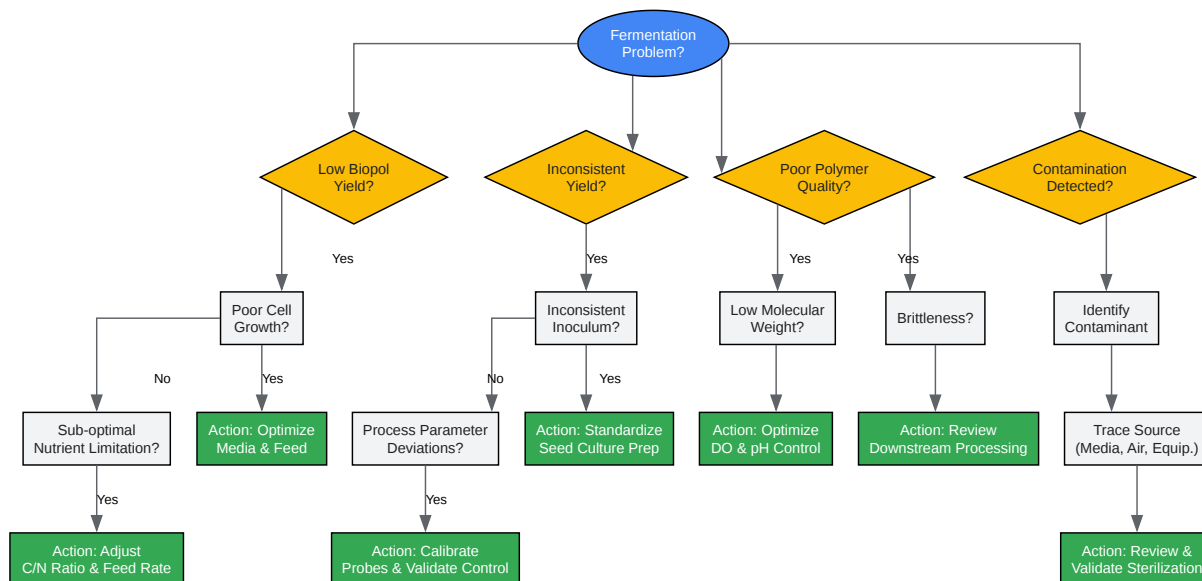 Fermentation
Problem?
Low Biopol
Yield?
Inconsistent
Yield?
Poor Polymer
Quality?
Contamination
Detected?
Yes
Yes
Yes
Yes
Poor Cell
Growth?
Inconsistent
Inoculum?
Low Molecular
Weight?
Brittleness?
Identify
Contaminant
No
Yes
No
Yes
Sub-optimal
Nutrient Limitation?
Action: Optimize
Media & Feed
Process Parameter
Deviations?
Action: Standardize
Seed Culture Prep
Action: Optimize
DO & pH Control
Action: Review
Downstream Processing
Trace Source
(Media, Air, Equip.)
Yes
Yes
Action: Adjust
C/N Ratio & Feed Rate
Action: Calibrate
Probes & Validate Control
Action: Review &
Validate Sterilization